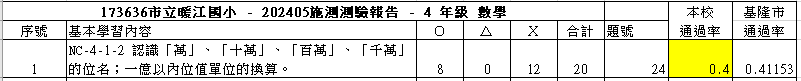 173636市立暖江國小 - 202405施測測驗報告 - 4 年級 數學
本校 基隆市
序號 基本學習內容 O △ X 合計 題號 通過率 通過率
NC-4-1-2 認識「萬」、「十萬」、「百萬」、「千萬」
1 的位名；一億以內位值單位的換算。 8 0 12 20 24 0.4 0.41153